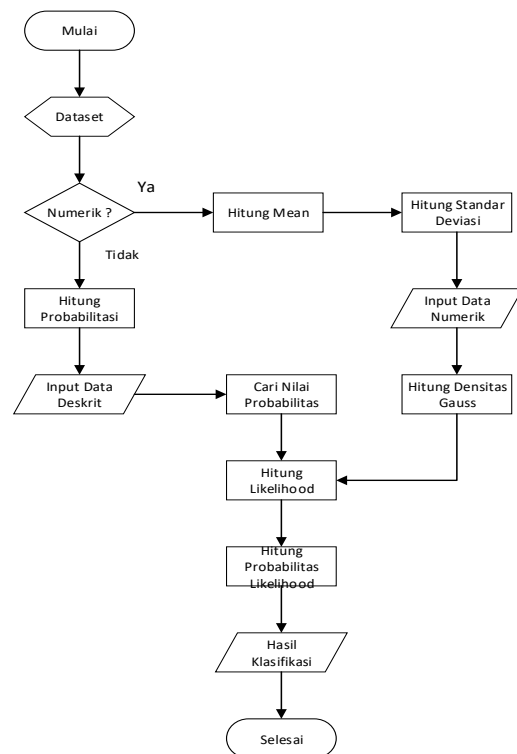 Mulai
Dataset
Ya
Numerik ?
Hitung Mean
Hitung Standar
Deviasi
Tidak
Hitung
Probabilitasi
Input Data
Numerik
Input Data
Deskrit
Cari Nilai
Probabilitas
Hitung Densitas
Gauss
Hitung
Likelihood
Hitung
Probabilitas
Likelihood
Hasil
Klasifikasi
Selesai